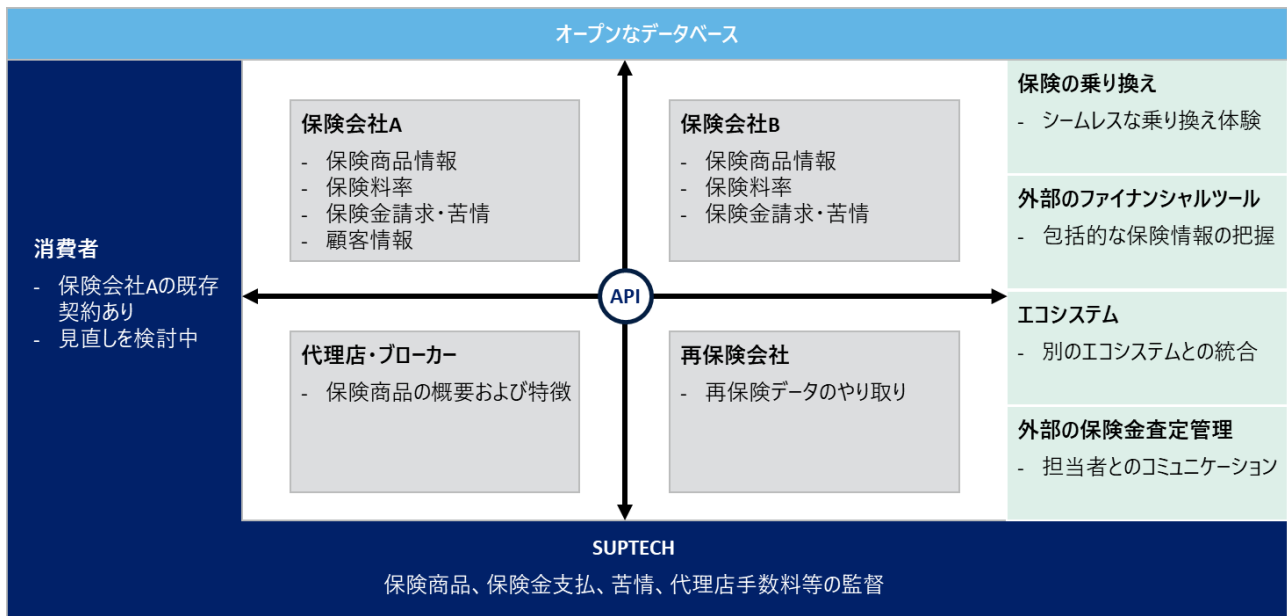 オープンなデータベース
消費者
- 保険会社Aの既存
契約あり
- 見直しを検討中
保険会社A
- 保険商品情報
- 保険料率
- 保険金請求・苦情
- 顧客情報
保険会社B
- 保険商品情報
- 保険料率
- 保険金請求・苦情
API
代理店・ブローカー
- 保険商品の概要および特徴
再保険会社
- 再保険データのやり取り
保険の乗り換え
- シームレスな乗り換え体験
外部のファイナンシャルツール
- 包括的な保険情報の把握
エコシステム
- 別のエコシステムとの統合
外部の保険金査定管理
- 担当者とのコミュニケーション
SUPTECH
保険商品、保険金支払、苦情、代理店手数料等の監督